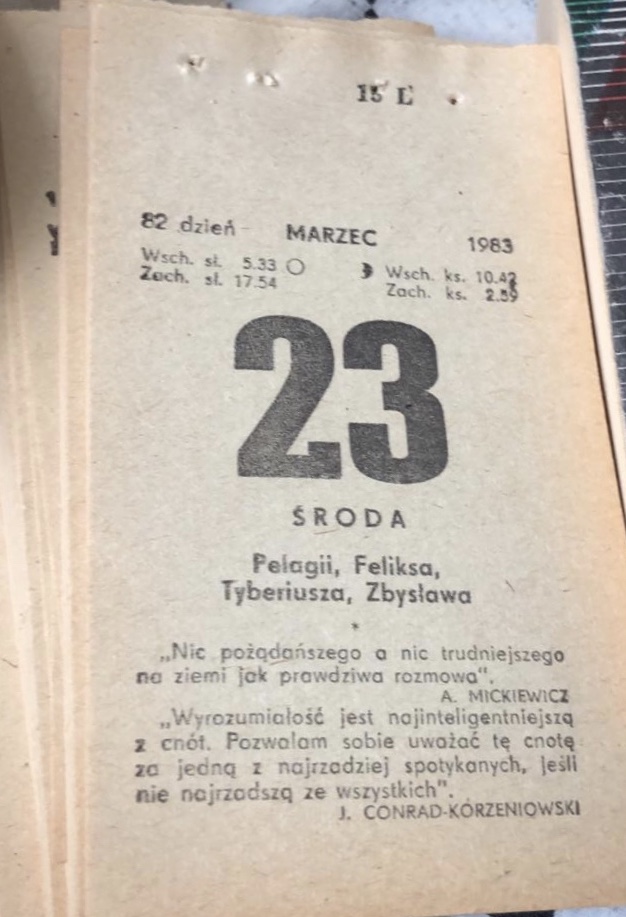 15 L
82 dzień MARZEC 1983
Wsch. sł. 5.33 Wsch. ks. 10.42
Zach. sł. 17.54 Zach. ks. 2.59
23
ŚRODA
Pelagii, Feliksa,
Tyberiusza, Zbysława
*
„Nic pożądańszego a nic trudniejszego
na ziemi jak prawdziwa rozmowa".
A. MICKIEWICZ
„Wyrozumiałość jest najinteligentniejszą
z cnót. Pozwalam sobie uważać tę cnotę
za jedną z najrzadziej spotykanych, jeśli
nie najrzadszą ze wszystkich".
J. CONRAD-KORZENIOWSKI